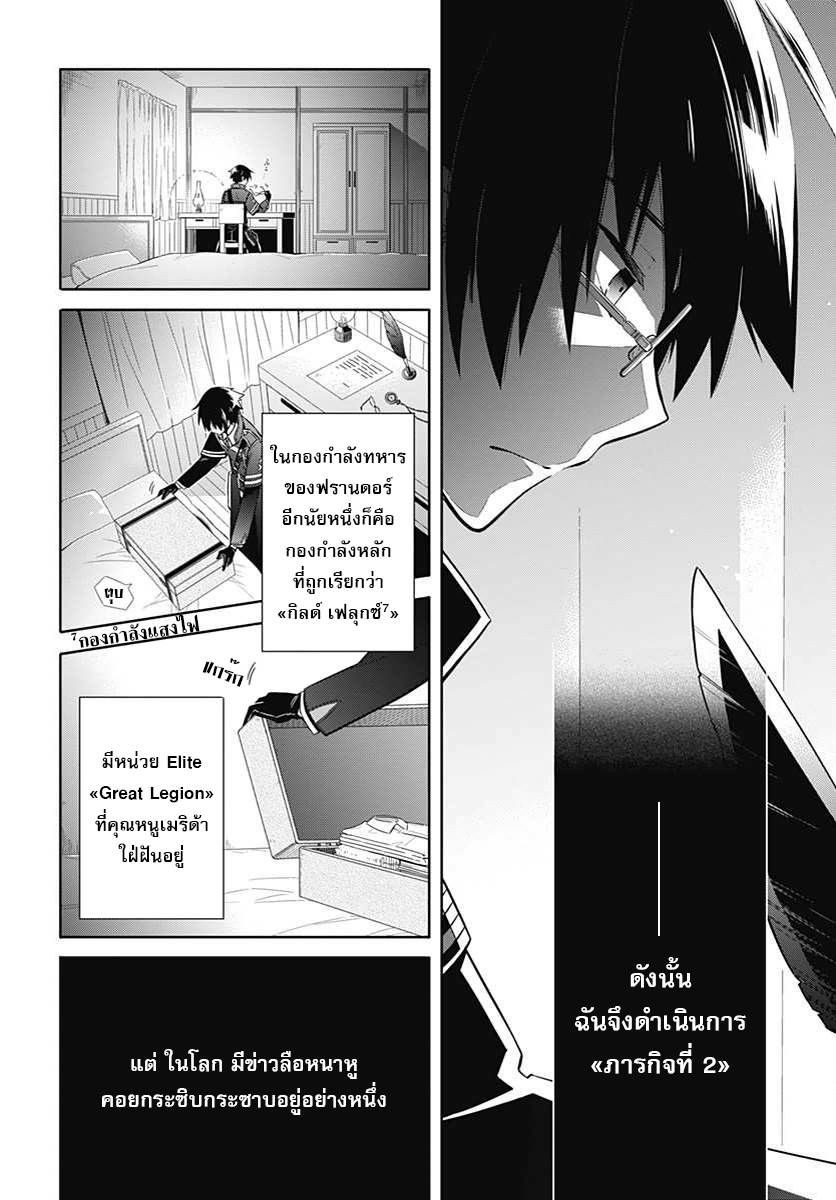 ดังนั้น
ฉันจึงดำเนินการ
«ภารกิจที่ 2»
ในกองกำลังทหาร
ของฟรานดอร์
อีกนัยหนึ่งก็คือ
กองกำลังหลัก
ที่ถูกเรียกว่า
«กิลด์ เฟลุกซ์⁷»
ตุบ
⁷กองกำลังแสงไฟ
แกร๊ก
มีหน่วย Elite
«Great Legion»
ที่คุณหนูเมริด้า
ใฝ่ฝันอยู่
แต่ ในโลก มีข่าวลือหนาหู
คอยกระซิบกระซาบอยู่อย่างหนึ่ง